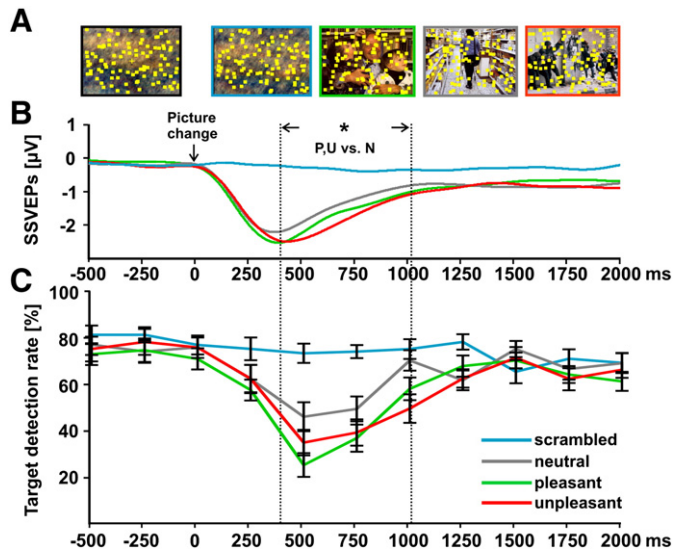 A
B
Picture
change
*
P,U vs. N
SSVEPs [µV]
1
0
-1
-2
-500 -250 0 250 500 750 1000 1250 1500 1750 2000 ms
C
Target detection rate [%]
100
80
60
40
20
scrambled
neutral
pleasant
unpleasant
-500 ms -250 0 250 500 750 1000 1250 1500 1750 2000 ms